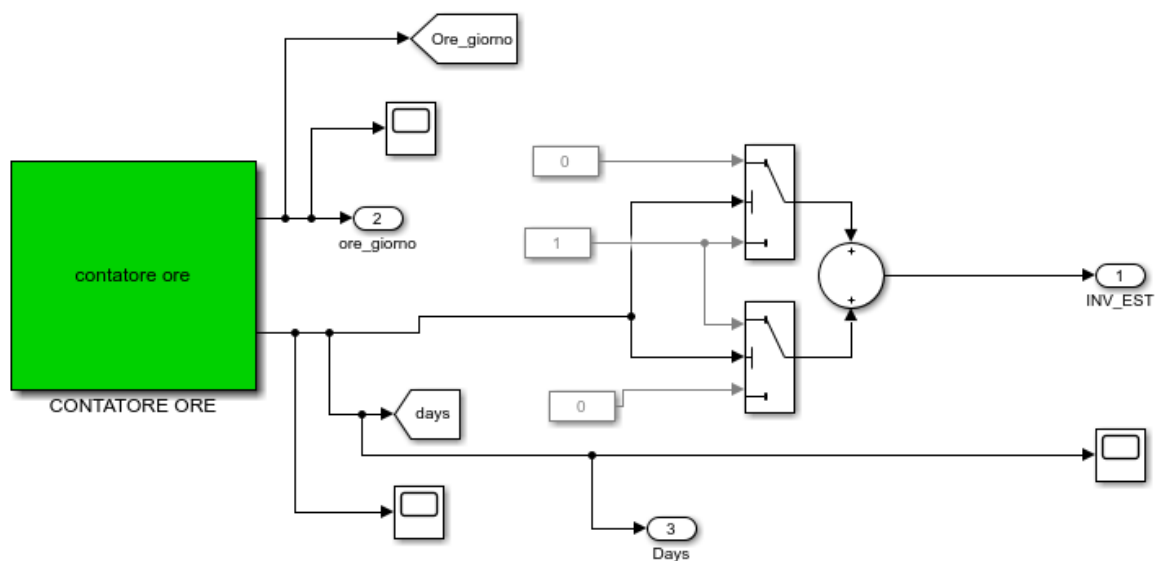 Ore_giorno
0
2
ore_giorno
1
contatore ore
1
INV_EST
CONTATORE ORE
days
0
3
Days
+
+